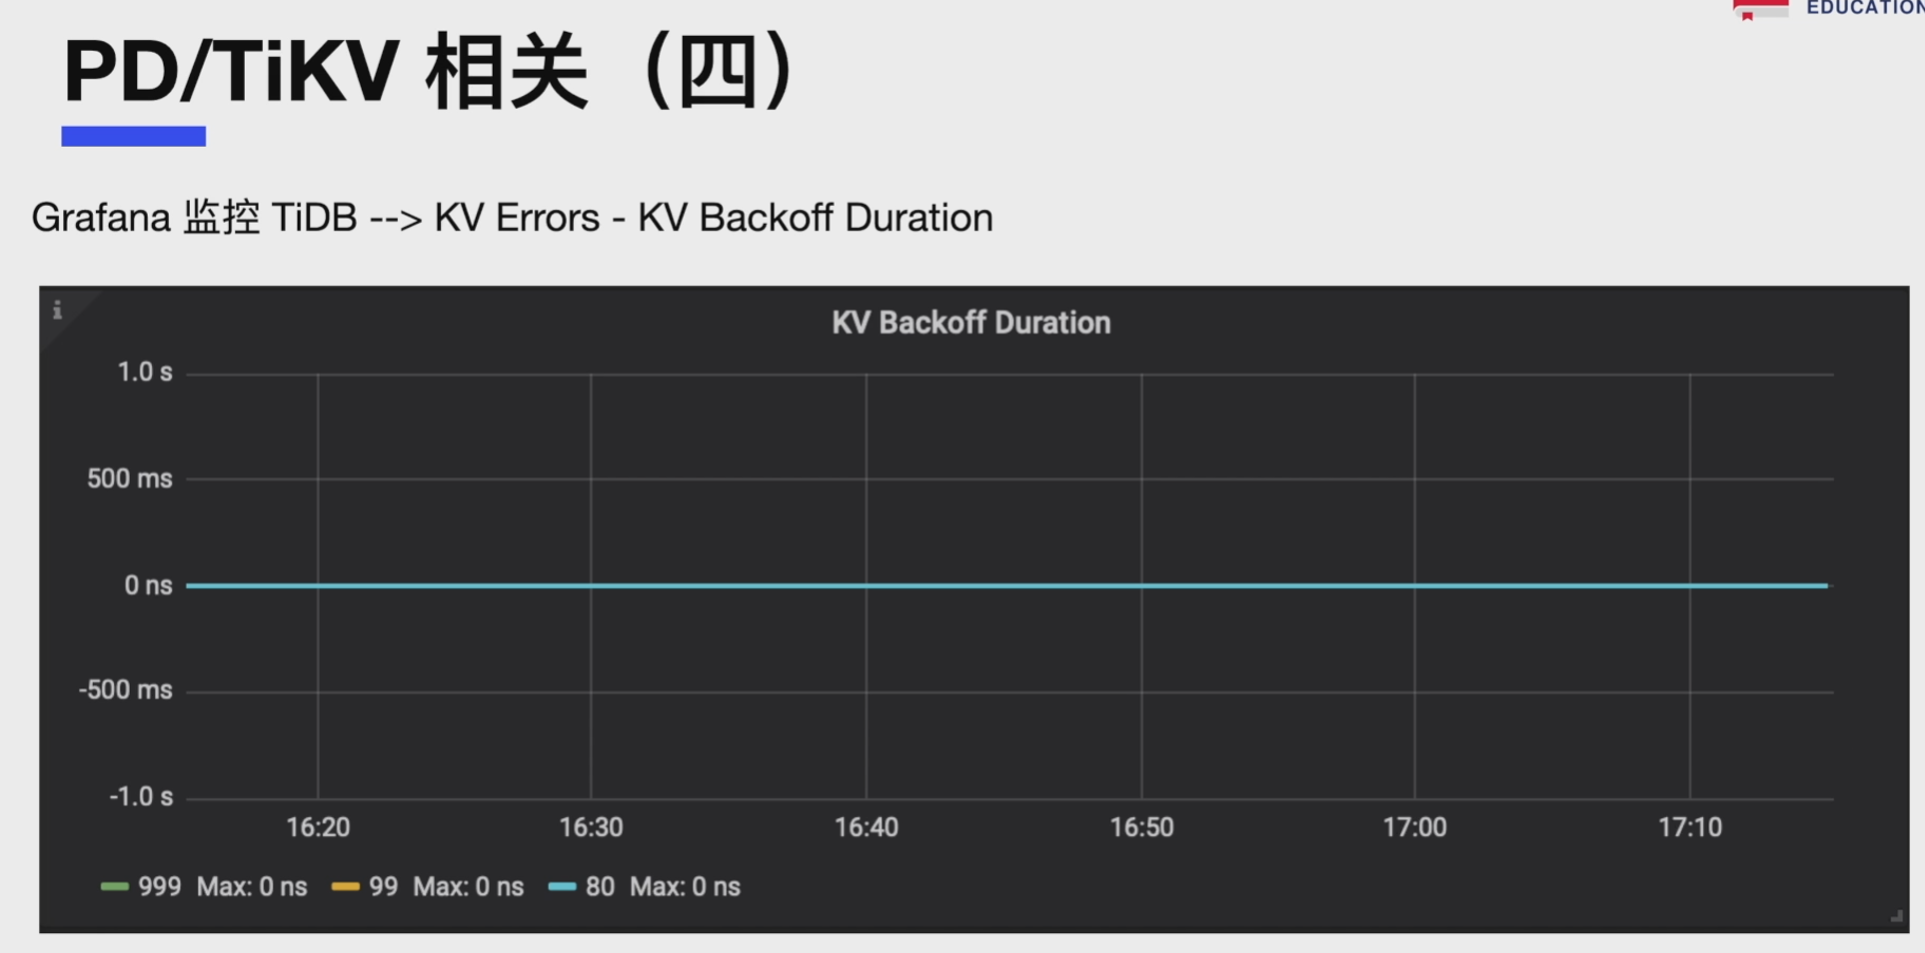 EDUCATION
PD/TiKV 相关（四）
Grafana 监控 TiDB --> KV Errors - KV Backoff Duration
i
KV Backoff Duration
1.0 s
500 ms
0 ns
-500 ms
-1.0 s
16:20 16:30 16:40 16:50 17:00 17:10
999 Max: 0 ns 99 Max: 0 ns 80 Max: 0 ns